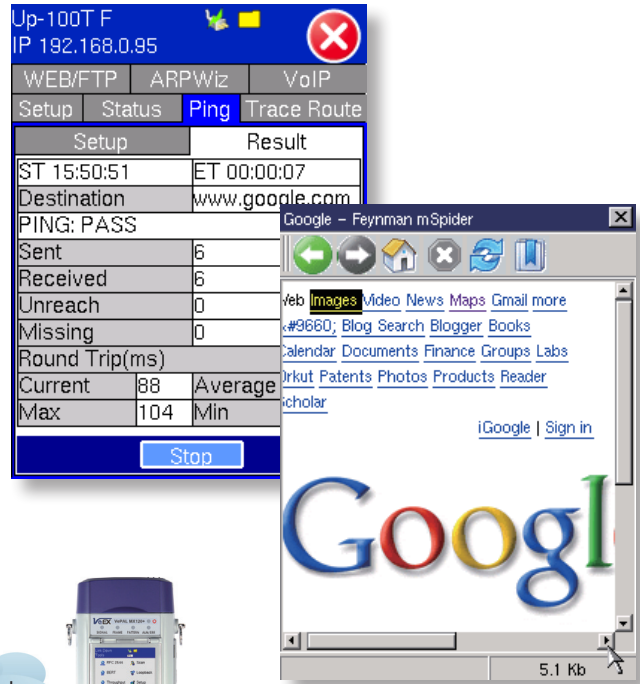 Up-100T F
IP 192.168.0.95
WEB/FTP ARPWiz VoIP
Setup Status Ping Trace Route
Setup Result
ST 15:50:51 ET 00:00:07
Destination www.google.com
PING: PASS
Sent 6
Received 6
Unreach 0
Missing 0
Round Trip(ms)
Current 88 Average
Max 104 Min
Stop
Google – Feynman mSpider
Images Video News Maps Gmail more
#9660; Blog Search Blogger Books
Calendar Documents Finance Groups Labs
Orkut Patents Photos Products Reader
Scholar
iGoogle | Sign in
Googl
5.1 Kb
VeEX